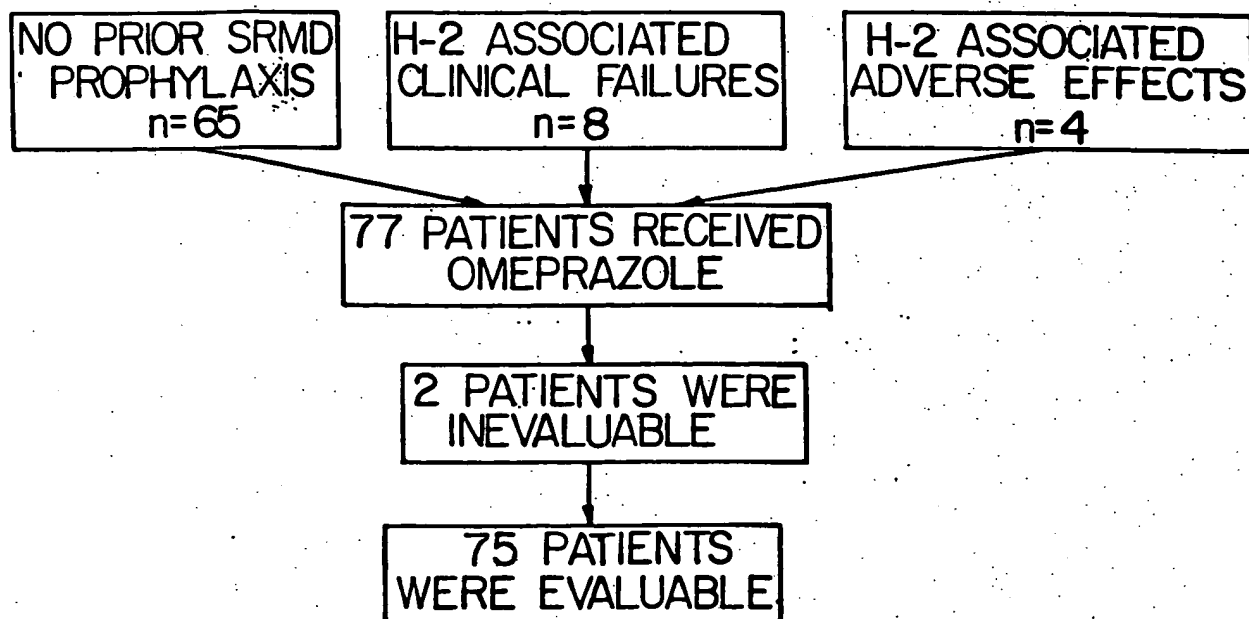 NO PRIOR SRMD
PROPHYLAXIS
n=65
H-2 ASSOCIATED
CLINICAL FAILURES
n=8
H-2 ASSOCIATED
ADVERSE EFFECTS
n=4
77 PATIENTS RECEIVED
OMEPRAZOLE
2 PATIENTS WERE
INEVALUABLE
75 PATIENTS
WERE EVALUABLE